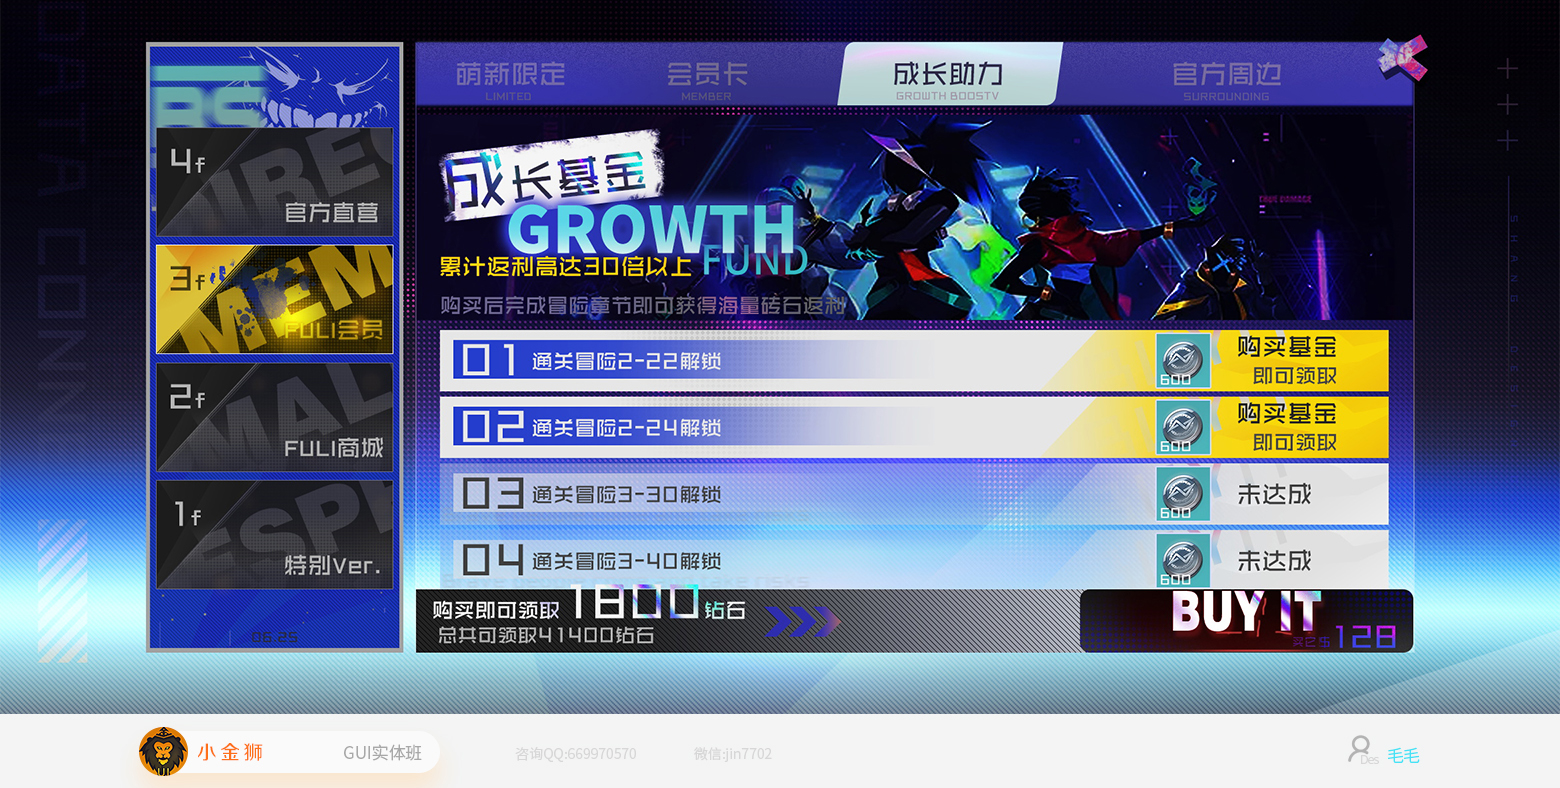 4f
官方直营
3f
MEM
FULI会员
2f
MAL
FULI商城
1f
ESPE
特别Ver.
06.25
萌新限定
LIMITED
会员卡
MEMBER
成长助力
GROWTH BOOSTV
官方周边
SURROUNDING
成长基金
GROWTH
FUND
累计返利高达30倍以上
购买后完成冒险章节即可获得海量砖石返利
TRUE DAMAGE
01 通关冒险2-22解锁 600 购买基金
即可领取
02 通关冒险2-24解锁 600 购买基金
即可领取
03 通关冒险3-30解锁 600 未达成
04 通关冒险3-40解锁 600 未达成
购买即可领取 1800 钻石
总共可领取41400钻石
BUY IT
128
小金狮
GUI实体班
咨询QQ:669970570
微信:jin7702
Des 毛毛